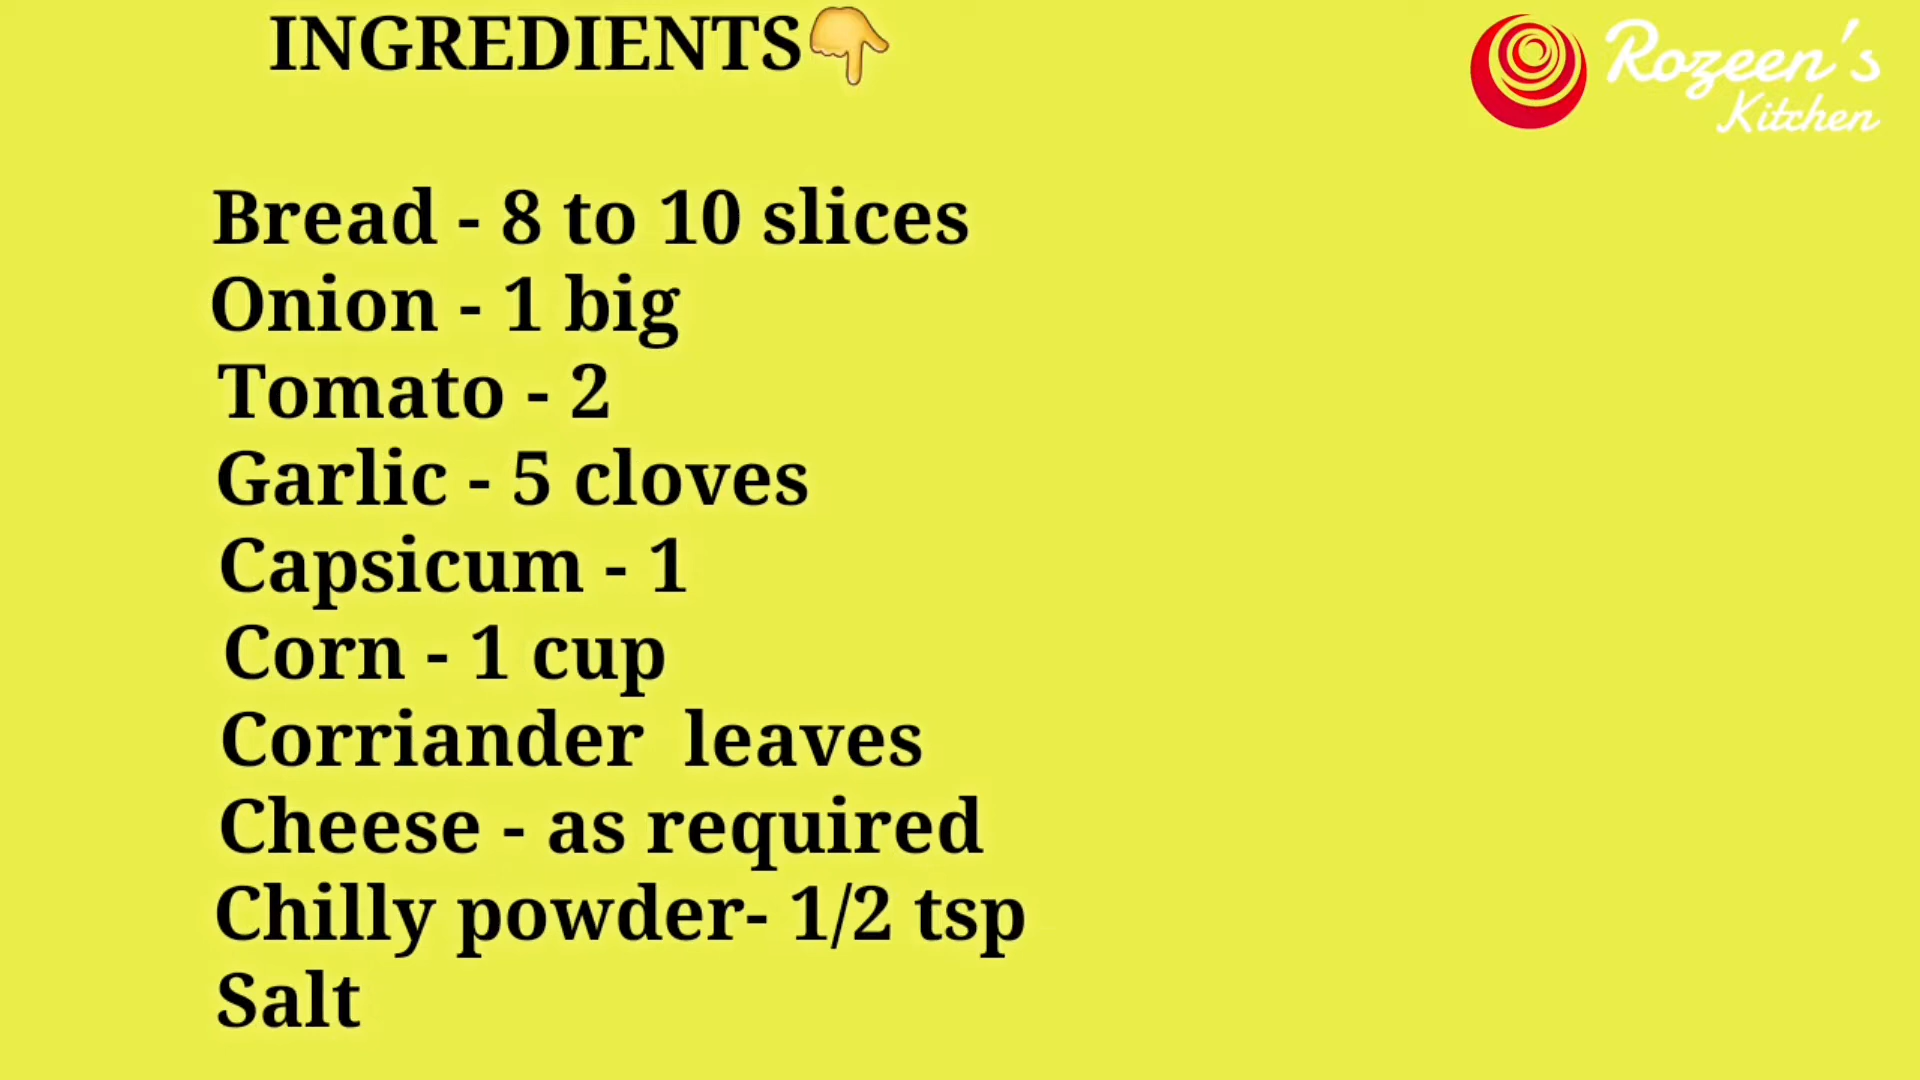 INGREDIENTS👇
Rozeen's
Kitchen
Bread - 8 to 10 slices
Onion - 1 big
Tomato - 2
Garlic - 5 cloves
Capsicum - 1
Corn - 1 cup
Corriander  leaves
Cheese - as required
Chilly powder- 1/2 tsp
Salt